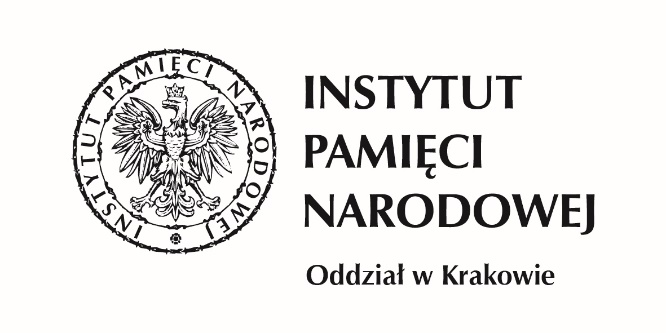 INSTYTUT PAMIĘCI NARODOWEJ
INSTYTUT
PAMIĘCI
NARODOWEJ
Oddział w Krakowie